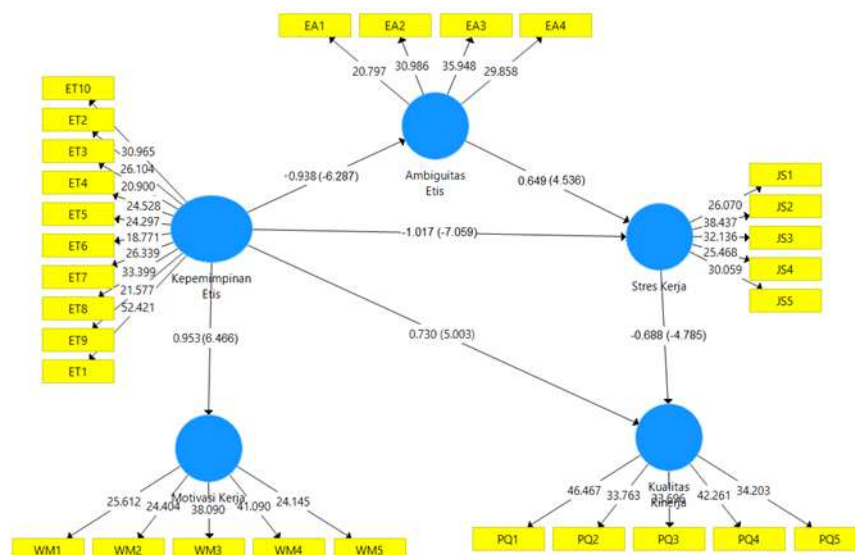 EA1 EA2 EA3 EA4
20.797 30.986 35.948 29.858
Ambiguitas
Etis
ET10
ET2
ET3
ET4
ET5
ET6
ET7
ET8
ET9
ET1
30.965
26.104
20.900
24.528
24.297
18.771
26.339
33.399
21.577
52.421
Kepemimpinan
Etis
-0.938 (-6.287)
0.649 (4.536)
-1.017 (-7.059)
0.730 (5.003)
0.953 (6.466)
-0.688 (-4.785)
JS1
JS2
JS3
JS4
JS5
26.070
38.437
32.136
25.468
30.059
Stres Kerja
Motivasi Kerja
25.612 24.404 38.090 41.090 24.145
WM1 WM2 WM3 WM4 WM5
Kualitas
Kinerja
46.467 33.763 42.261 34.203
PQ1 PQ2 PQ3 PQ4 PQ5